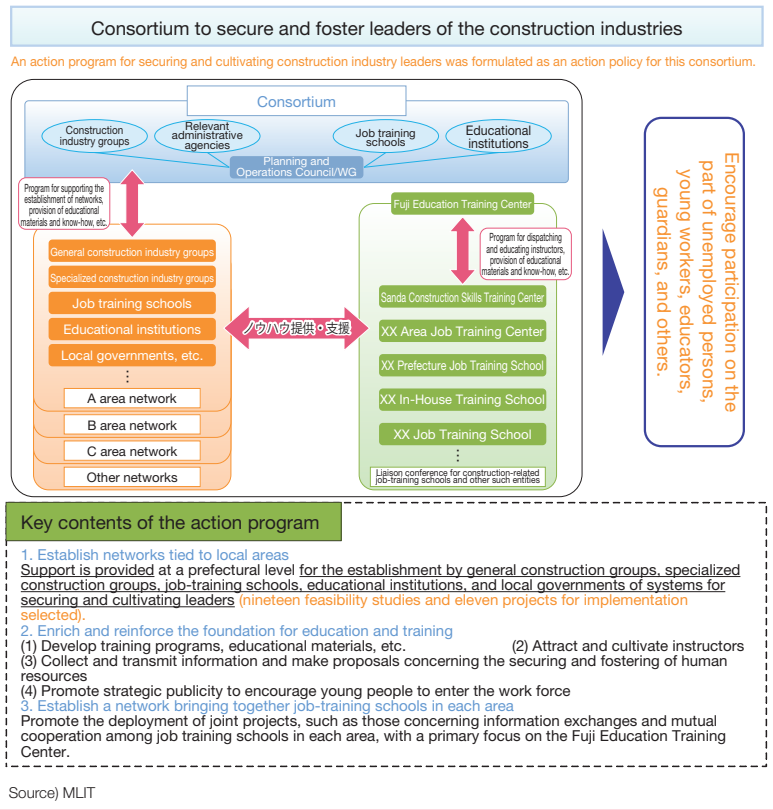 Consortium to secure and foster leaders of the construction industries
An action program for securing and cultivating construction industry leaders was formulated as an action policy for this consortium.
Consortium
Construction
industry groups
Relevant
administrative
agencies
Job training
schools
Educational
institutions
Planning and
Operations Council/WG
Program for supporting the
establishment of networks,
provision of educational
materials and know-how, etc.
General construction industry groups
Specialized construction industry groups
Job training schools
Educational institutions
Local governments, etc.
⋮
A area network
B area network
C area network
Other networks
ノウハウ提供・支援
Fuji Education Training Center
Program for dispatching
and educating instructors,
provision of educational
materials and know-how, etc.
Sanda Construction Skills Training Center
XX Area Job Training Center
XX Prefecture Job Training School
XX In-House Training School
XX Job Training School
⋮
Liaison conference for construction-related
job-training schools and other such entities
Encourage participation on the
part of unemployed persons,
young workers, educators,
guardians, and others.
Key contents of the action program
1. Establish networks tied to local areas
Support is provided at a prefectural level for the establishment by general construction groups, specialized
construction groups, job-training schools, educational institutions, and local governments of systems for
securing and cultivating leaders (nineteen feasibility studies and eleven projects for implementation
selected).
2. Enrich and reinforce the foundation for education and training
(1) Develop training programs, educational materials, etc. (2) Attract and cultivate instructors
(3) Collect and transmit information and make proposals concerning the securing and fostering of human
resources
(4) Promote strategic publicity to encourage young people to enter the work force
3. Establish a network bringing together job-training schools in each area
Promote the deployment of joint projects, such as those concerning information exchanges and mutual
cooperation among job training schools in each area, with a primary focus on the Fuji Education Training
Center.
Source) MLIT